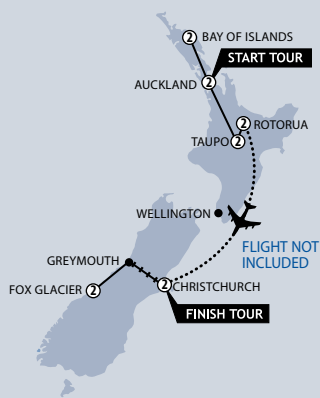 2 BAY OF ISLANDS
START TOUR
AUCKLAND 2
2 ROTORUA
TAUPO 2
WELLINGTON
FLIGHT NOT
INCLUDED
GREYMOUTH
FOX GLACIER 2
2 CHRISTCHURCH
FINISH TOUR